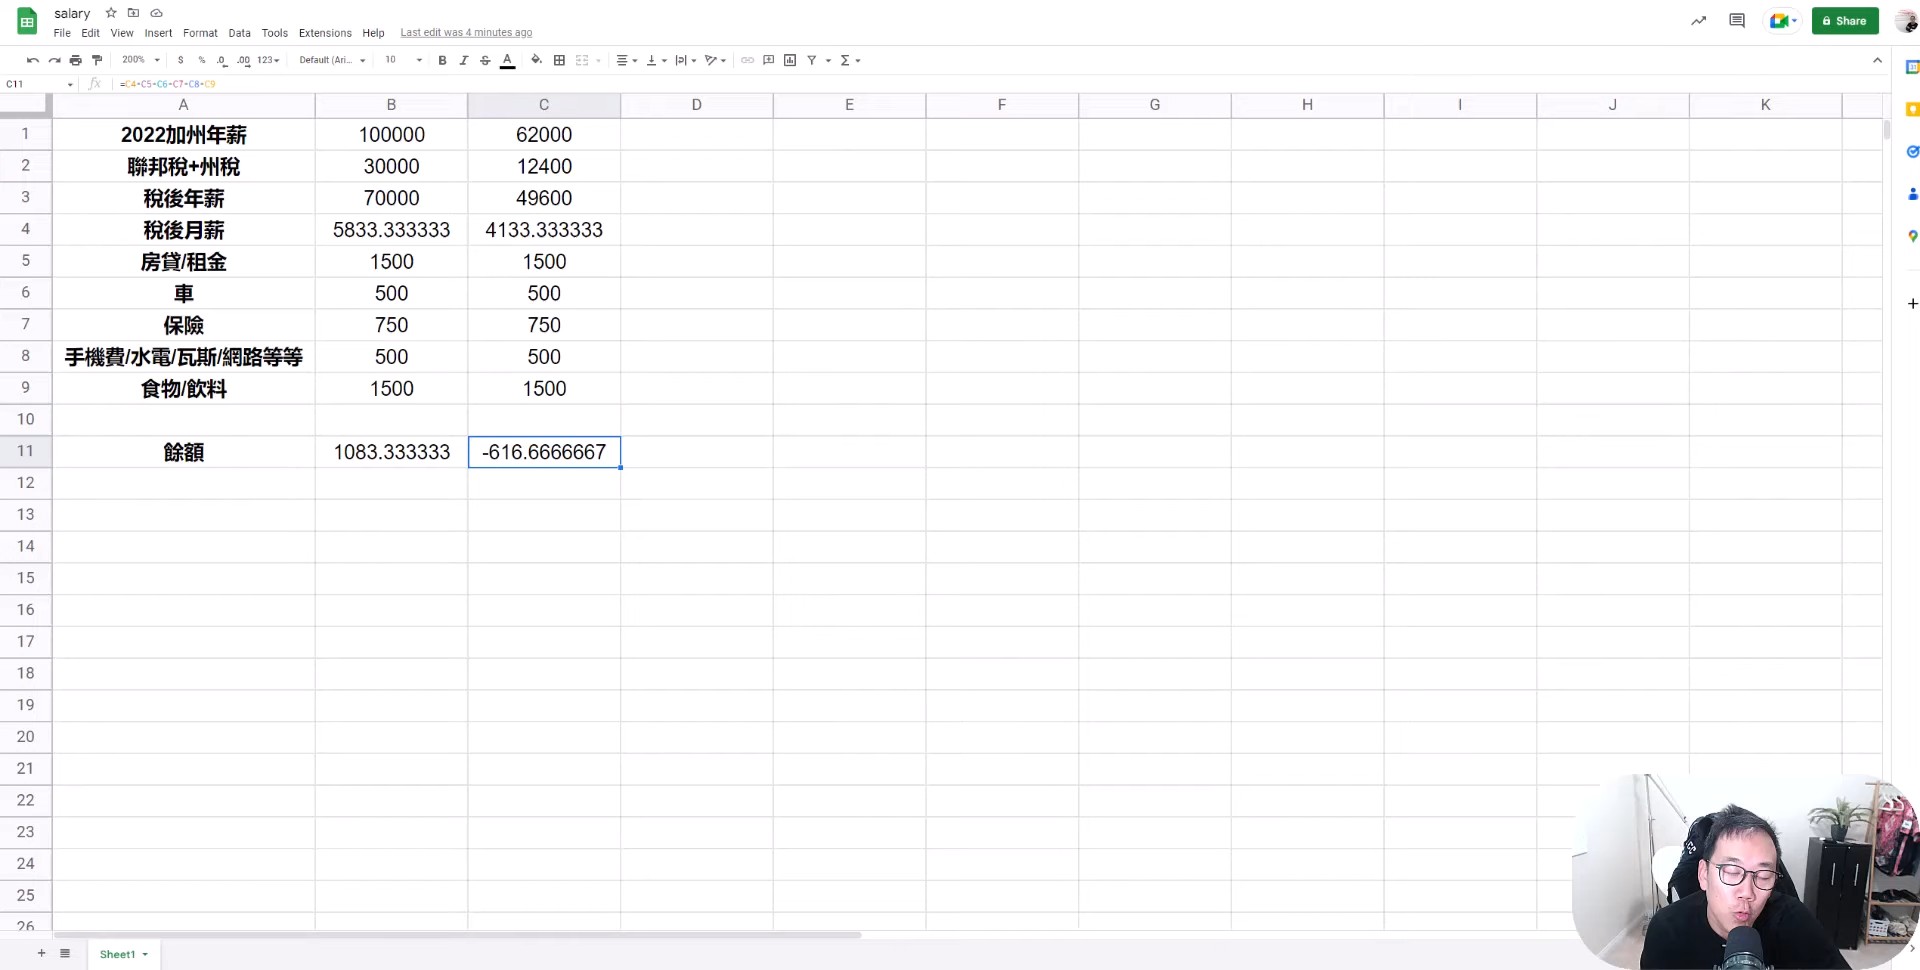 salary
File Edit View Insert Format Data Tools Extensions Help Last edit was 4 minutes ago
Share
200% $ % .0 .00 123 Default (Ari... 10 B I S A Σ
C11 fx =C4-C5-C6-C7-C8-C9
A B C D E F G H I J K
1 2022加州年薪 100000 62000
2 聯邦稅+州稅 30000 12400
3 稅後年薪 70000 49600
4 稅後月薪 5833.333333 4133.333333
5 房貸/租金 1500 1500
6 車 500 500
7 保險 750 750
8 手機費/水電/瓦斯/網路等等 500 500
9 食物/飲料 1500 1500
10
11 餘額 1083.333333 -616.6666667
12
13
14
15
16
17
18
19
20
21
22
23
24
25
26
Sheet1